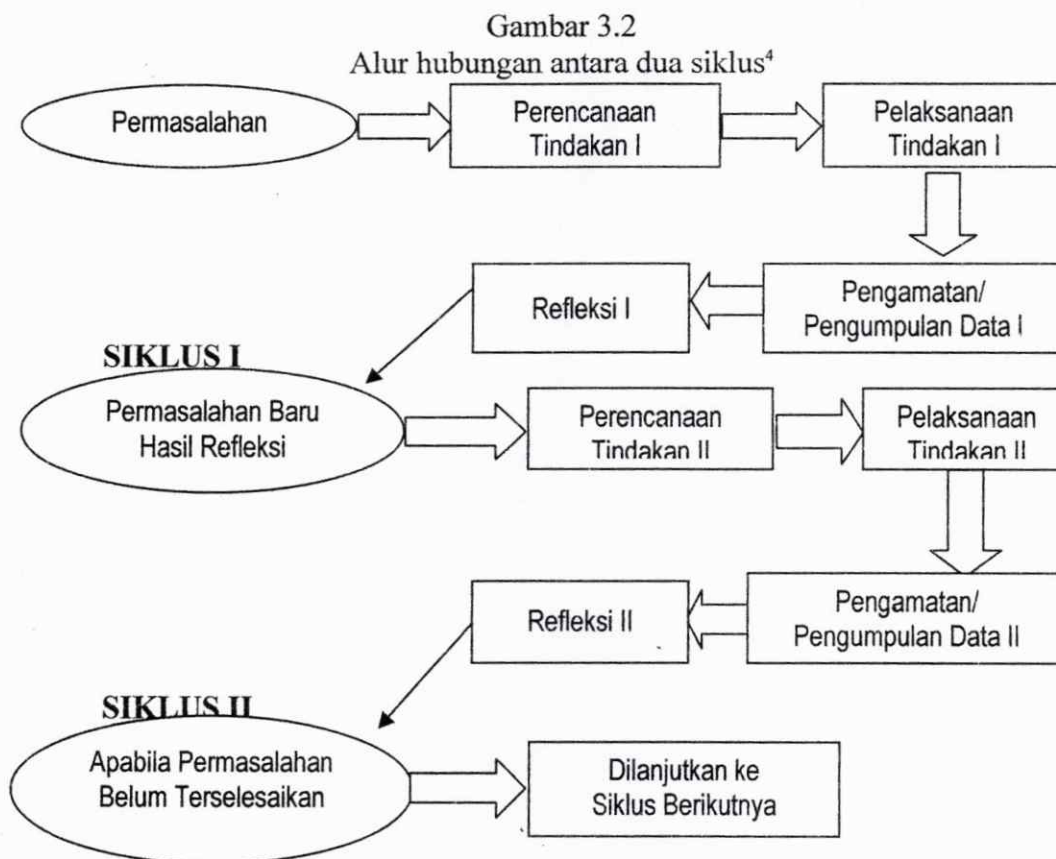 Gambar 3.2
Alur hubungan antara dua siklus⁴
Permasalahan
Perencanaan
Tindakan I
Pelaksanaan
Tindakan I
Pengamatan/
Pengumpulan Data I
Refleksi I
SIKLUS I
Permasalahan Baru
Hasil Refleksi
Perencanaan
Tindakan II
Pelaksanaan
Tindakan II
Pengamatan/
Pengumpulan Data II
Refleksi II
SIKLUS II
Apabila Permasalahan
Belum Terselesaikan
Dilanjutkan ke
Siklus Berikutnya